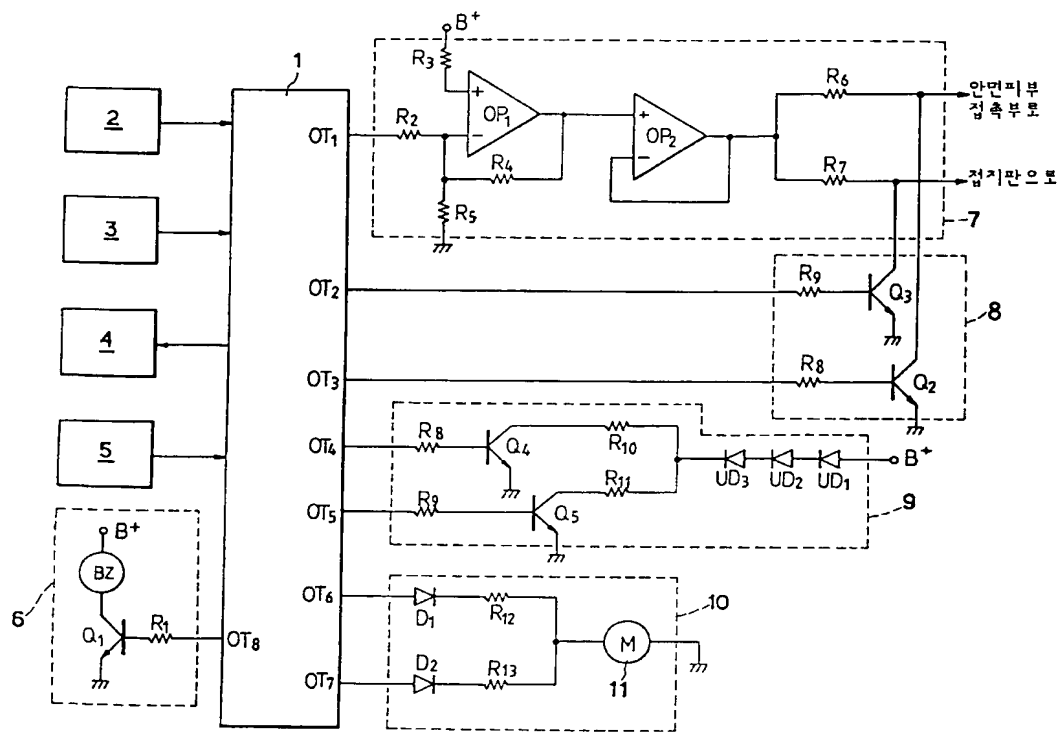 B+
R3
1
OP1
OT1
R2
R4
R5
OP2
R6
R7
안면피부
접촉부로
접지판으로
7
2
3
4
5
OT2
R9
Q3
8
OT3
R8
Q2
OT4
R8
Q4
R10
UD3
UD2
UD1
B+
OT5
R9
Q5
R11
9
B+
BZ
6
Q1
R1
OT8
OT6
D1
R12
10
M
11
OT7
D2
R13